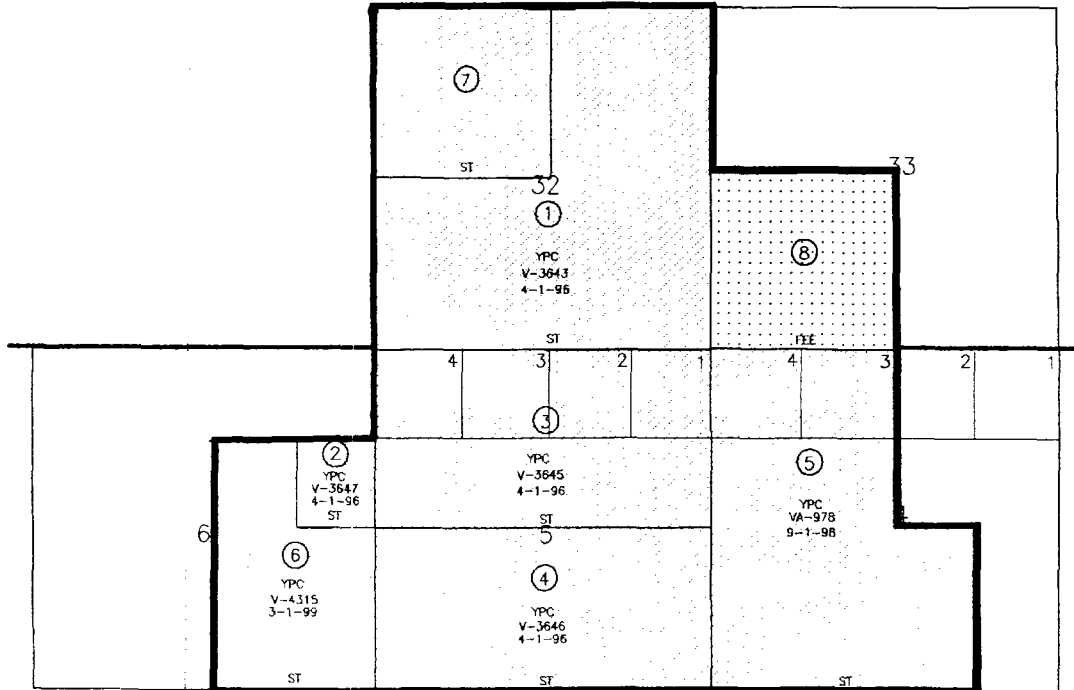 7
ST
32
33
1
8
YPC
V-3643
4-1-96
ST
FEE
4
3
2
1
4
3
2
1
3
2
YPC
V-3647
4-1-96
ST
YPC
V-3645
4-1-96
ST
5
YPC
VA-978
9-1-98
6
5
6
YPC
V-4315
3-1-99
4
YPC
V-3646
4-1-96
ST
ST
ST